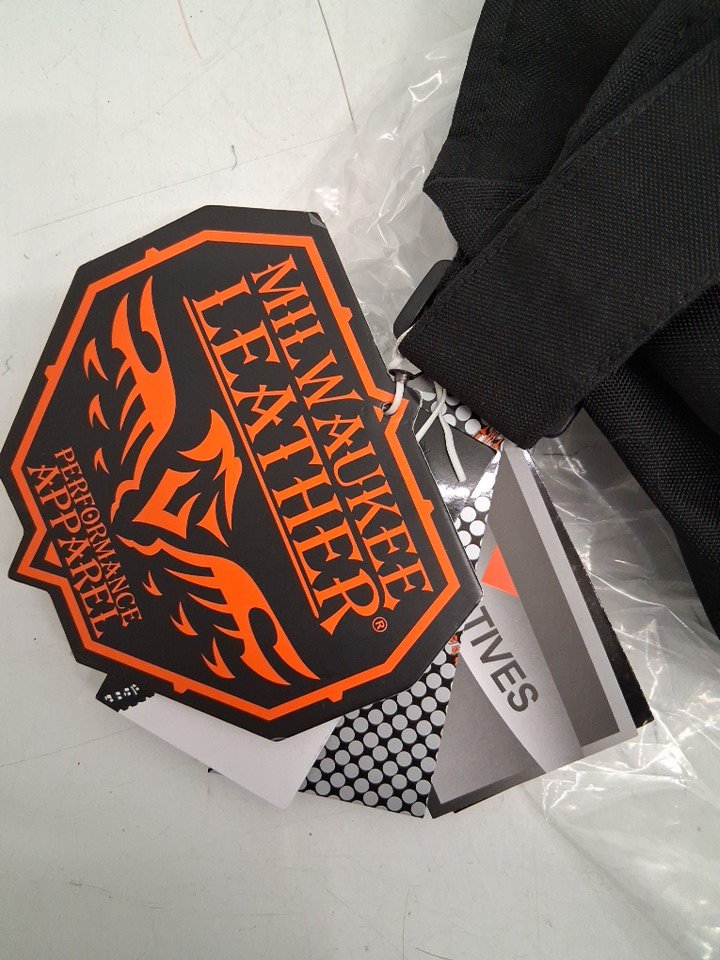 MILWAUKEE
LEATHER®
PERFORMANCE
APPAREL
TIVES